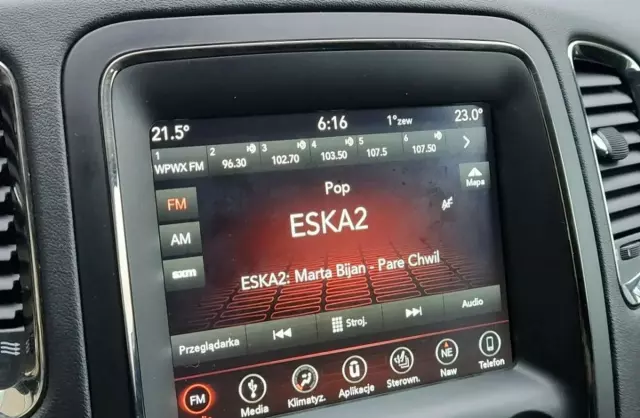 21.5° 6:16 1°zew 23.0°
1 WPWX FM 2 96.30 3 102.70 4 103.50 5 107.5 6 107.50
FM Pop Mapa
AM ESKA2
sxm ESKA2: Marta Bijan - Pare Chwil
Przeglądarka Stroj. Audio
FM Media Klimatyz. Ü Aplikacje Sterown. NE Naw Telefon